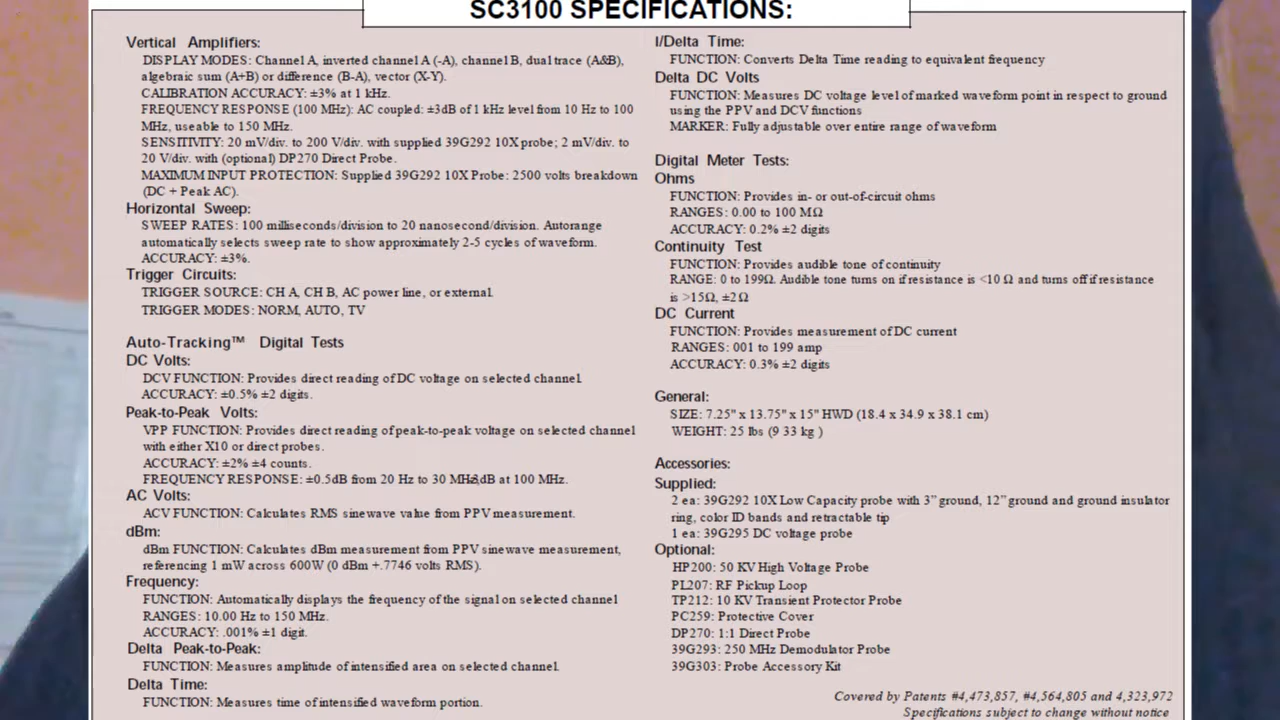 SC3100 SPECIFICATIONS:
Vertical Amplifiers:
DISPLAY MODES: Channel A, inverted channel A (-A), channel B, dual trace (A&B),
algebraic sum (A+B) or difference (B-A), vector (X-Y).
CALIBRATION ACCURACY: ±3% at 1 kHz.
FREQUENCY RESPONSE (100 MHz): AC coupled: ±3dB of 1 kHz level from 10 Hz to 100
MHz, useable to 150 MHz.
SENSITIVITY: 20 mV/div. to 200 V/div. with supplied 39G292 10X probe; 2 mV/div. to
20 V/div. with (optional) DP270 Direct Probe.
MAXIMUM INPUT PROTECTION: Supplied 39G292 10X Probe: 2500 volts breakdown
(DC + Peak AC).
Horizontal Sweep:
SWEEP RATES: 100 milliseconds/division to 20 nanosecond/division. Autorange
automatically selects sweep rate to show approximately 2-5 cycles of waveform.
ACCURACY: ±3%.
Trigger Circuits:
TRIGGER SOURCE: CH A, CH B, AC power line, or external.
TRIGGER MODES: NORM, AUTO, TV
Auto-Tracking™ Digital Tests
DC Volts:
DCV FUNCTION: Provides direct reading of DC voltage on selected channel.
ACCURACY: ±0.5% ±2 digits.
Peak-to-Peak Volts:
VPP FUNCTION: Provides direct reading of peak-to-peak voltage on selected channel
with either X10 or direct probes.
ACCURACY: ±2% ±4 counts.
FREQUENCY RESPONSE: ±0.5dB from 20 Hz to 30 MHz, 3dB at 100 MHz.
AC Volts:
ACV FUNCTION: Calculates RMS sinewave value from PPV measurement.
dBm:
dBm FUNCTION: Calculates dBm measurement from PPV sinewave measurement,
referencing 1 mW across 600W (0 dBm +.7746 volts RMS).
Frequency:
FUNCTION: Automatically displays the frequency of the signal on selected channel
RANGES: 10.00 Hz to 150 MHz.
ACCURACY: .001% ±1 digit.
Delta Peak-to-Peak:
FUNCTION: Measures amplitude of intensified area on selected channel.
Delta Time:
FUNCTION: Measures time of intensified waveform portion.
I/Delta Time:
FUNCTION: Converts Delta Time reading to equivalent frequency
Delta DC Volts
FUNCTION: Measures DC voltage level of marked waveform point in respect to ground
using the PPV and DCV functions
MARKER: Fully adjustable over entire range of waveform
Digital Meter Tests:
Ohms
FUNCTION: Provides in- or out-of-circuit ohms
RANGES: 0.00 to 100 MΩ
ACCURACY: 0.2% ±2 digits
Continuity Test
FUNCTION: Provides audible tone of continuity
RANGE: 0 to 199Ω. Audible tone turns on if resistance is <10 Ω and turns off if resistance
is >15Ω, ±2 Ω
DC Current
FUNCTION: Provides measurement of DC current
RANGES: 001 to 199 amp
ACCURACY: 0.3% ±2 digits
General:
SIZE: 7.25" x 13.75" x 15" HWD (18.4 x 34.9 x 38.1 cm)
WEIGHT: 25 lbs (9 33 kg )
Accessories:
Supplied:
2 ea: 39G292 10X Low Capacity probe with 3" ground, 12" ground and ground insulator
ring, color ID bands and retractable tip
1 ea: 39G295 DC voltage probe
Optional:
HP200: 50 KV High Voltage Probe
PL207: RF Pickup Loop
TP212: 10 KV Transient Protector Probe
PC259: Protective Cover
DP270: 1:1 Direct Probe
39G293: 250 MHz Demodulator Probe
39G303: Probe Accessory Kit
Covered by Patents #4,473,857, #4,564,805 and 4,323,972
Specifications subject to change without notice